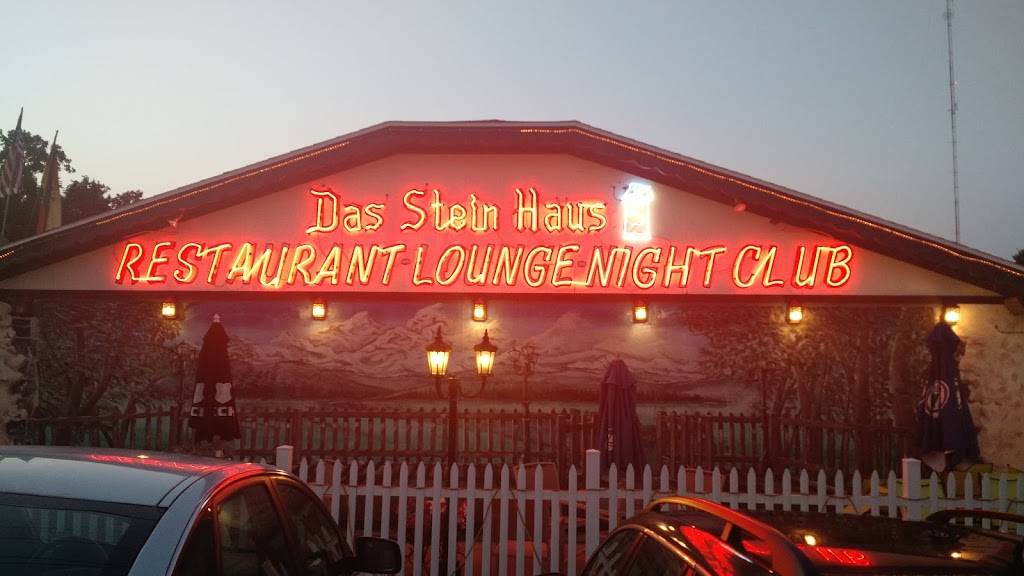 Das Stein Haus
RESTAURANT-LOUNGE-NIGHT CLUB